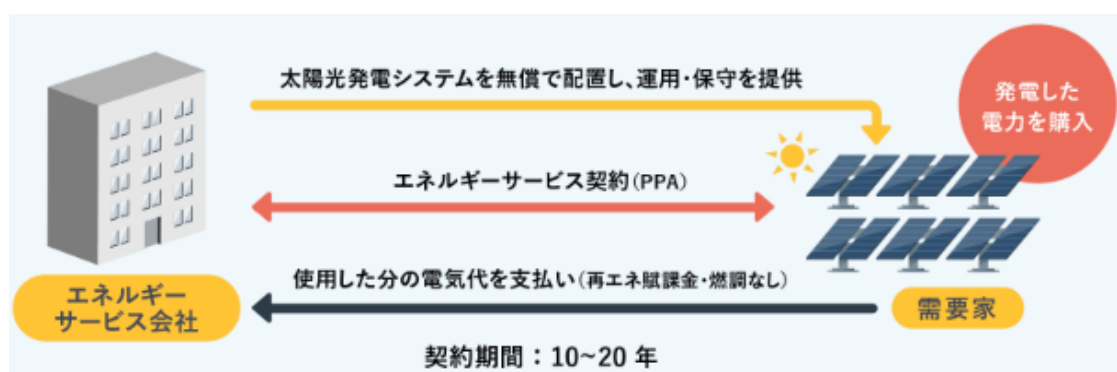 太陽光発電システムを無償で配置し、運用・保守を提供
発電した
電力を購入
エネルギーサービス契約(PPA)
使用した分の電気代を支払い(再エネ賦課金・燃調なし)
エネルギー
サービス会社
需要家
契約期間：10~20 年